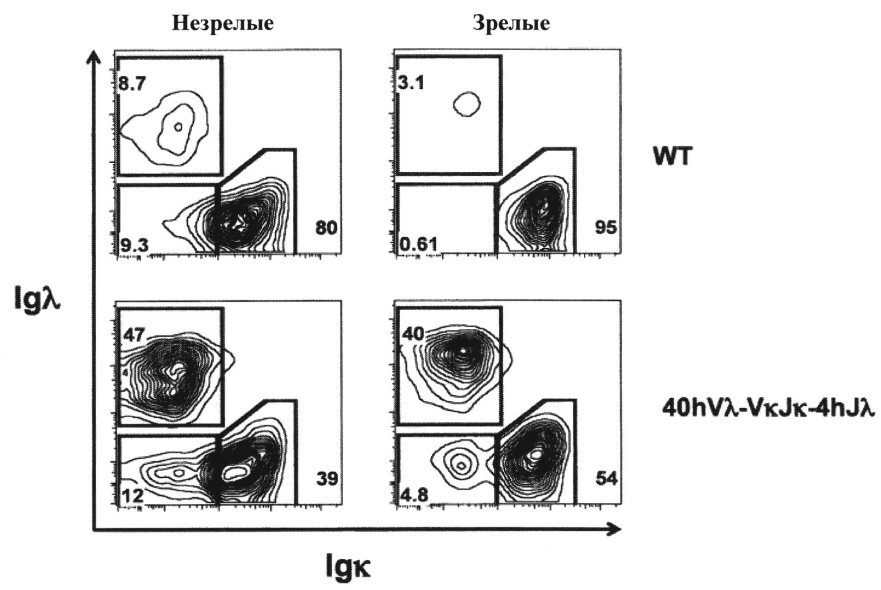 Незрелые Зрелые
8.7 3.1
WT
9.3 80 0.61 95
Igλ
47 40
40hVλ-VκJκ-4hJλ
12 39 4.8 54
Igκ